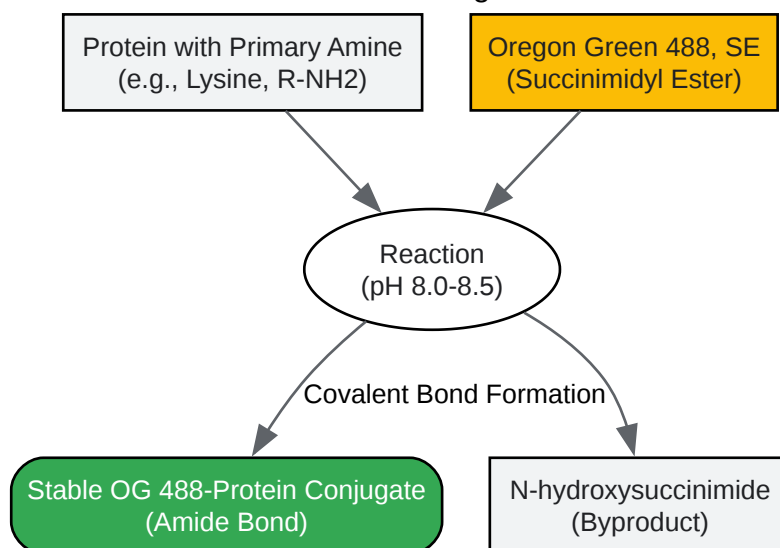 Protein with Primary Amine
(e.g., Lysine, R-NH2)
Oregon Green 488, SE
(Succinimidyl Ester)
Reaction
(pH 8.0-8.5)
Covalent Bond Formation
Stable OG 488-Protein Conjugate
(Amide Bond)
N-hydroxysuccinimide
(Byproduct)